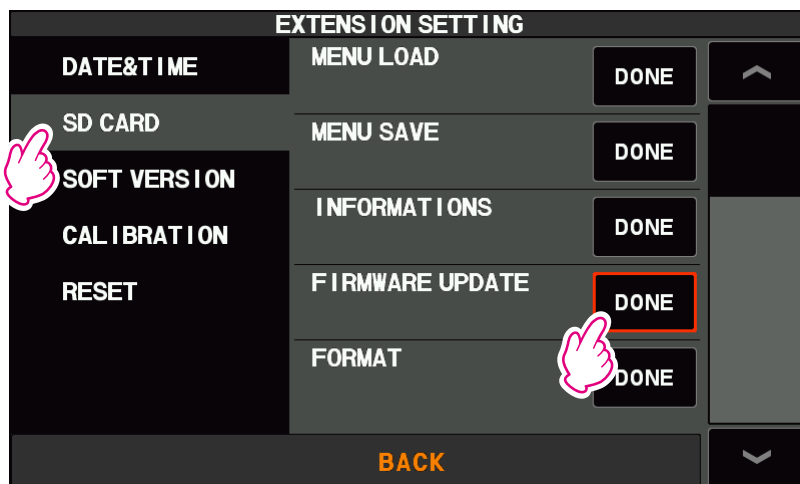 EXTENSION SETTING
DATE&TIME
SD CARD
SOFT VERSION
CALIBRATION
RESET
MENU LOAD
DONE
MENU SAVE
DONE
INFORMATIONS
DONE
FIRMWARE UPDATE
DONE
FORMAT
DONE
BACK